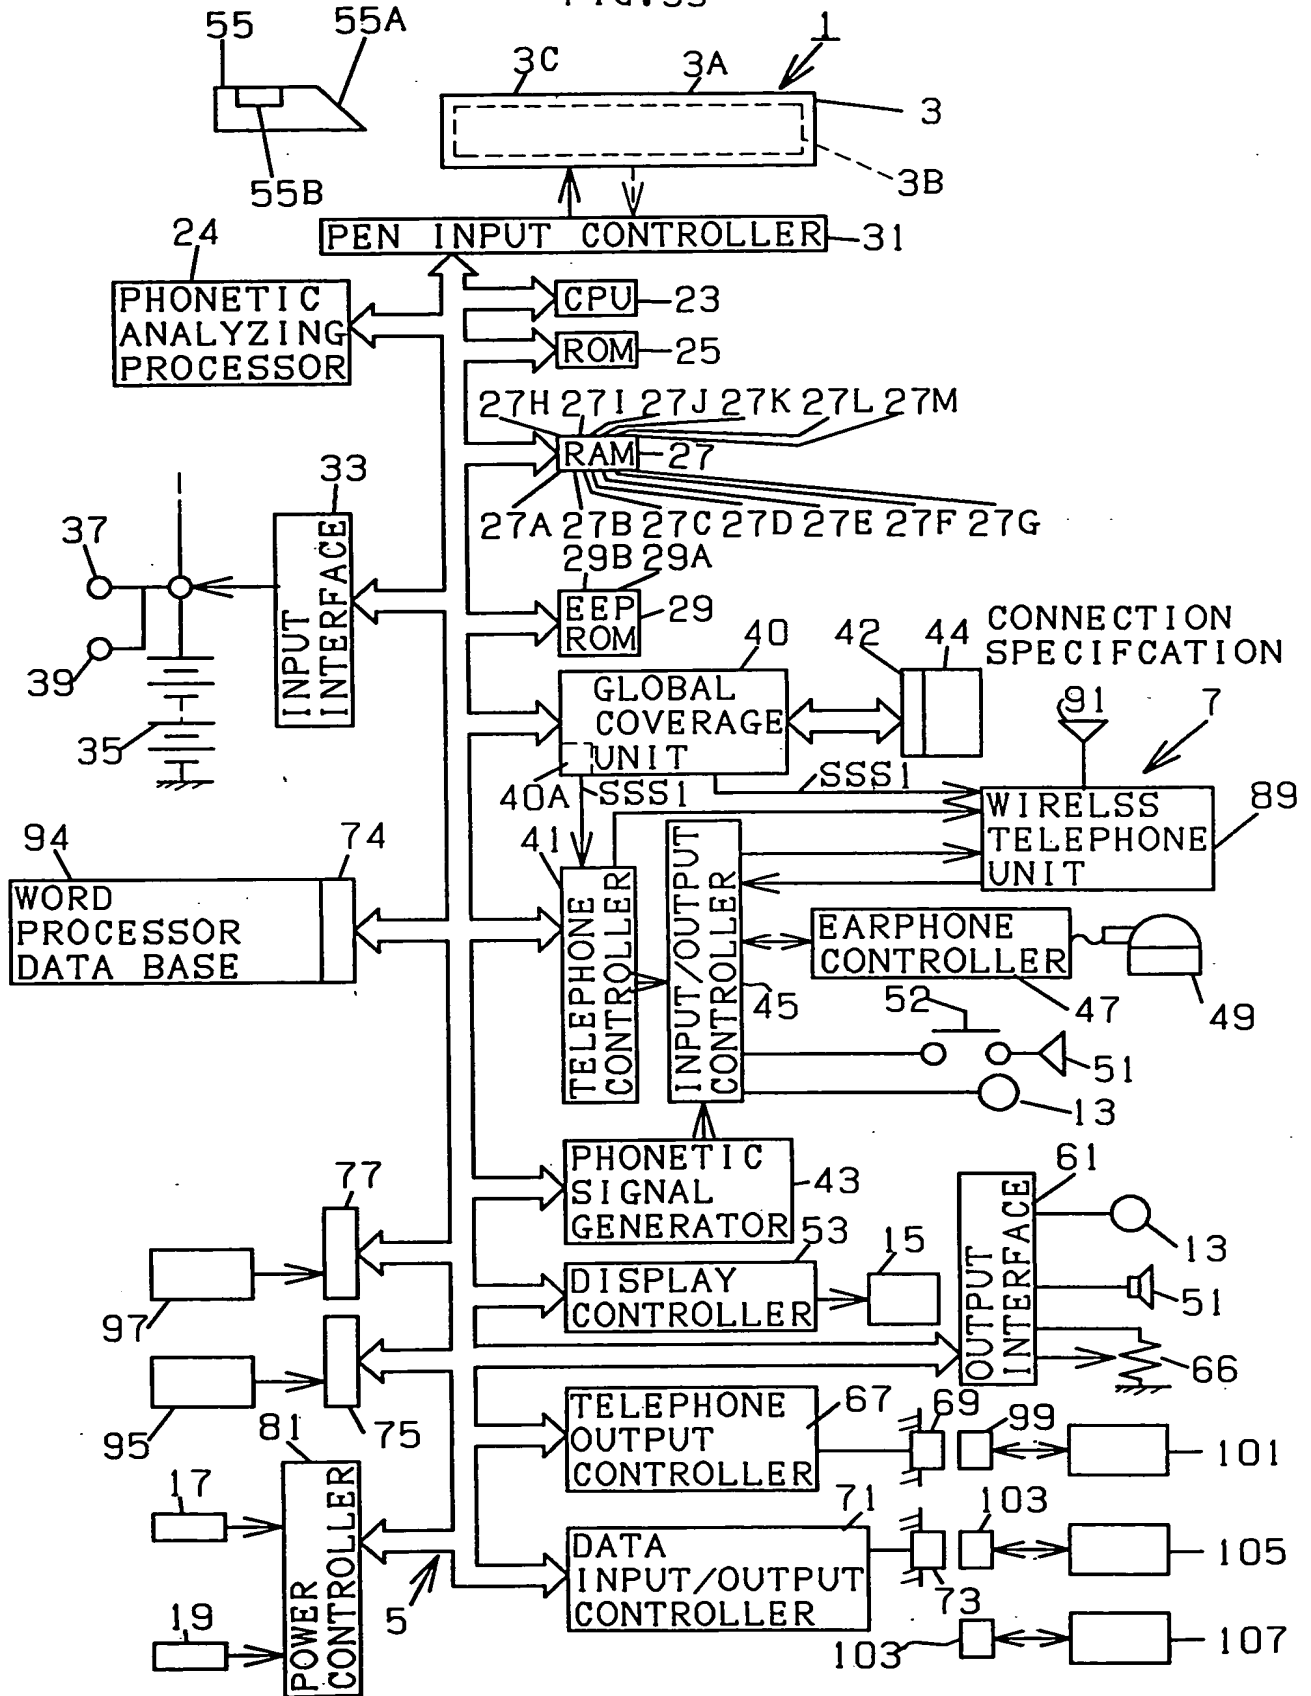 55
55A
3C
3A
1
3
3B
55B
PEN INPUT CONTROLLER
31
24
PHONETIC
ANALYZING
PROCESSOR
CPU
23
ROM
25
27H 27I 27J 27K 27L 27M
RAM
27
27A 27B 27C 27D 27E 27F 27G
33
37
39
35
INPUT
INTERFACE
29B 29A
EEP
ROM
29
40
42
44
CONNECTION
SPECIFCATION
GLOBAL
COVERAGE
UNIT
40A
SSS1
SSS1
91
7
WIRELSS
TELEPHONE
UNIT
89
94
74
WORD
PROCESSOR
DATA BASE
41
TELEPHONE
CONTROLLER
INPUT/OUTPUT
CONTROLLER
45
EARPHONE
CONTROLLER
47
49
52
51
13
PHONETIC
SIGNAL
GENERATOR
43
61
OUTPUT
INTERFACE
13
51
66
77
97
53
DISPLAY
CONTROLLER
15
95
75
TELEPHONE
OUTPUT
CONTROLLER
67
69
99
101
81
17
19
POWER
CONTROLLER
5
DATA
INPUT/OUTPUT
CONTROLLER
71
73
103
105
103
107